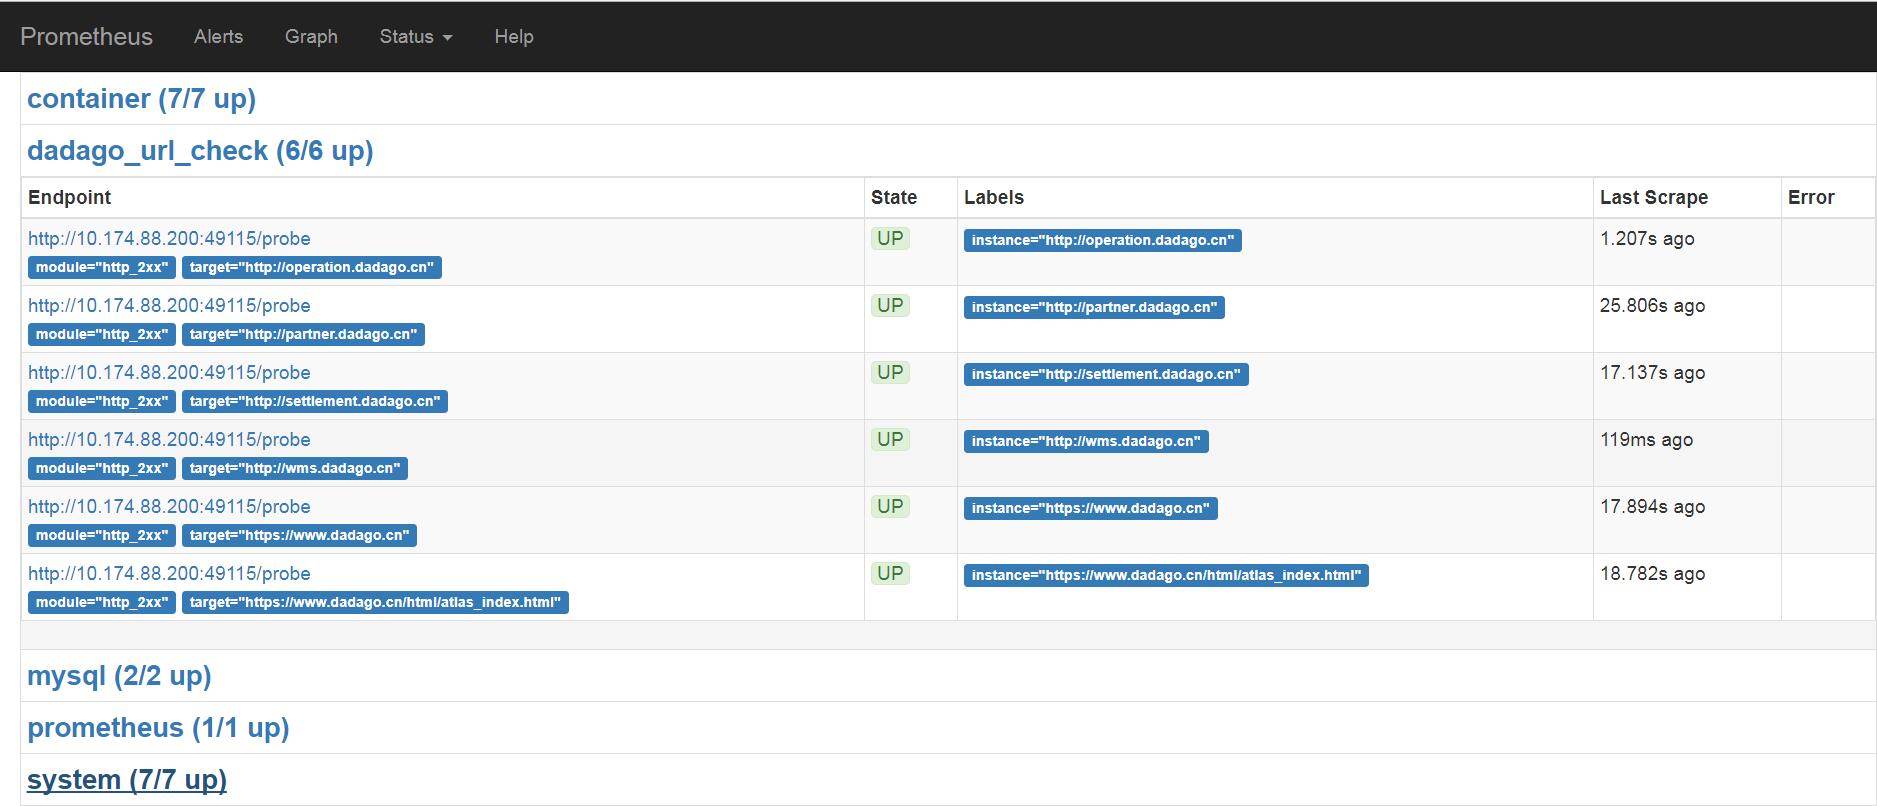 Prometheus Alerts Graph Status Help
container (7/7 up)
dadago_url_check (6/6 up)
Endpoint State Labels Last Scrape Error
http://10.174.88.200:49115/probe UP instance="http://operation.dadago.cn" 1.207s ago
module="http_2xx" target="http://operation.dadago.cn"
http://10.174.88.200:49115/probe UP instance="http://partner.dadago.cn" 25.806s ago
module="http_2xx" target="http://partner.dadago.cn"
http://10.174.88.200:49115/probe UP instance="http://settlement.dadago.cn" 17.137s ago
module="http_2xx" target="http://settlement.dadago.cn"
http://10.174.88.200:49115/probe UP instance="http://wms.dadago.cn" 119ms ago
module="http_2xx" target="http://wms.dadago.cn"
http://10.174.88.200:49115/probe UP instance="https://www.dadago.cn" 17.894s ago
module="http_2xx" target="https://www.dadago.cn"
http://10.174.88.200:49115/probe UP instance="https://www.dadago.cn/html/atlas_index.html" 18.782s ago
module="http_2xx" target="https://www.dadago.cn/html/atlas_index.html"
mysql (2/2 up)
prometheus (1/1 up)
system (7/7 up)